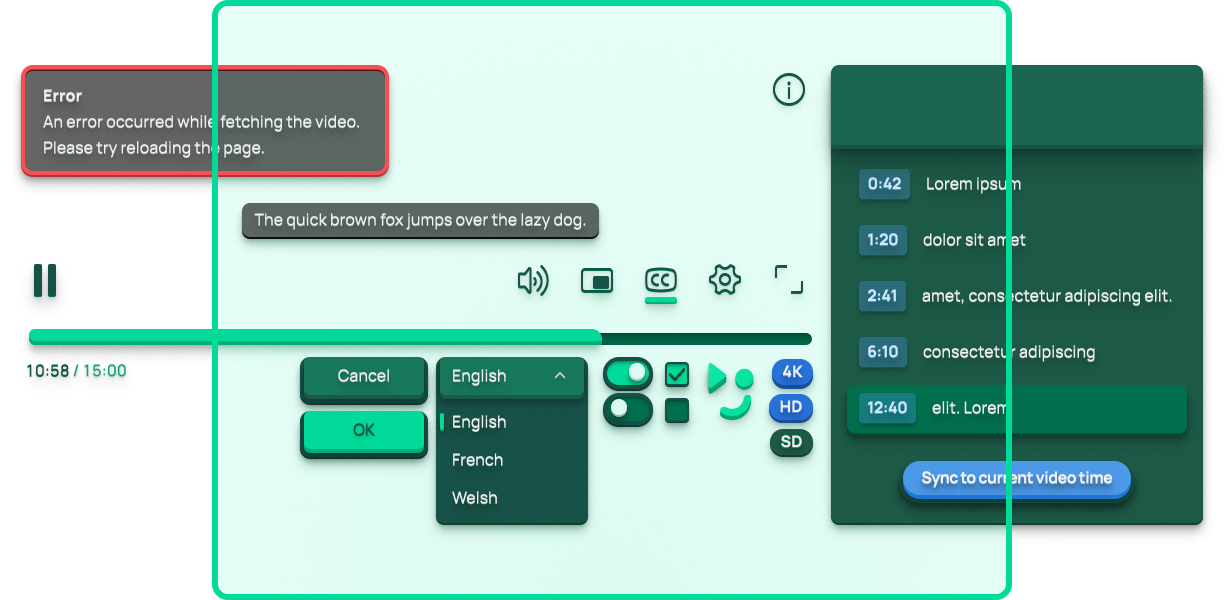 Error
An error occurred while fetching the video.
Please try reloading the page.
The quick brown fox jumps over the lazy dog.
CC
10:58 / 15:00
Cancel
OK
English
English
French
Welsh
4K
HD
SD
0:42 Lorem ipsum
1:20 dolor sit amet
2:41 amet, consectetur adipiscing elit.
6:10 consectetur adipiscing
12:40 elit. Lorem
Sync to current video time